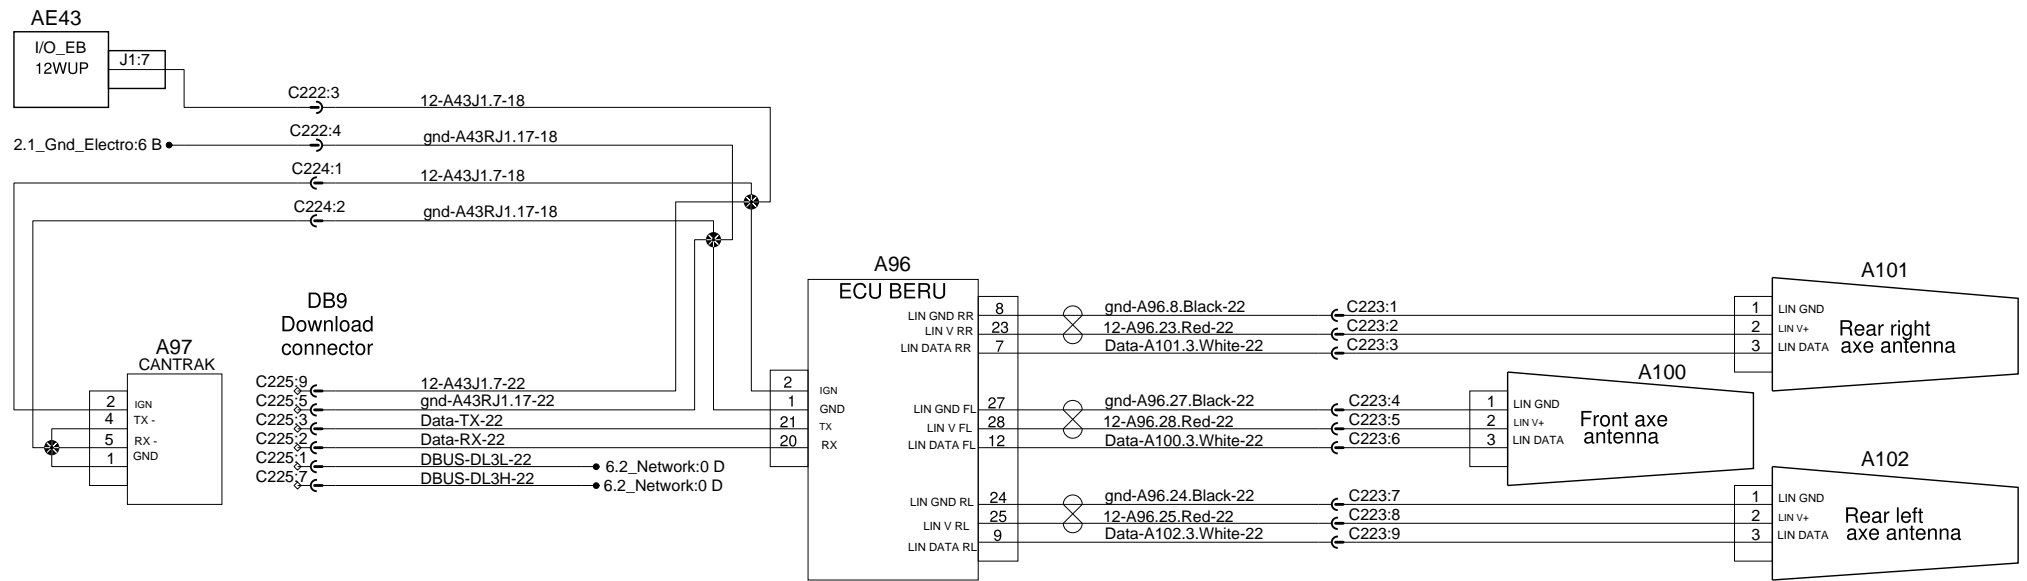 AE43
I/O_EB
12WUP
J1:7
C222:3
12-A43J1.7-18
C222:4
gnd-A43RJ1.17-18
2.1_Gnd_Electro:6 B
C224:1
12-A43J1.7-18
C224:2
gnd-A43RJ1.17-18
DB9
Download
connector
A97
CANTRAK
2 IGN
4 TX -
5 RX -
1 GND
C225:9 12-A43J1.7-22
C225:5 gnd-A43RJ1.17-22
C225:3 Data-TX-22
C225:2 Data-RX-22
C225:1 DBUS-DL3L-22 6.2_Network:0 D
C225:7 DBUS-DL3H-22 6.2_Network:0 D
A96
ECU BERU
2 IGN
1 GND
21 TX
20 RX
LIN GND RR 8 gnd-A96.8.Black-22 C223:1
LIN V RR 23 12-A96.23.Red-22 C223:2
LIN DATA RR 7 Data-A101.3.White-22 C223:3
LIN GND FL 27 gnd-A96.27.Black-22 C223:4
LIN V FL 28 12-A96.28.Red-22 C223:5
LIN DATA FL 12 Data-A100.3.White-22 C223:6
LIN GND RL 24 gnd-A96.24.Black-22 C223:7
LIN V RL 25 12-A96.25.Red-22 C223:8
LIN DATA RL 9 Data-A102.3.White-22 C223:9
A101
1 LIN GND
2 LIN V+
3 LIN DATA
Rear right
axe antenna
A100
1 LIN GND
2 LIN V+
3 LIN DATA
Front axe
antenna
A102
1 LIN GND
2 LIN V+
3 LIN DATA
Rear left
axe antenna